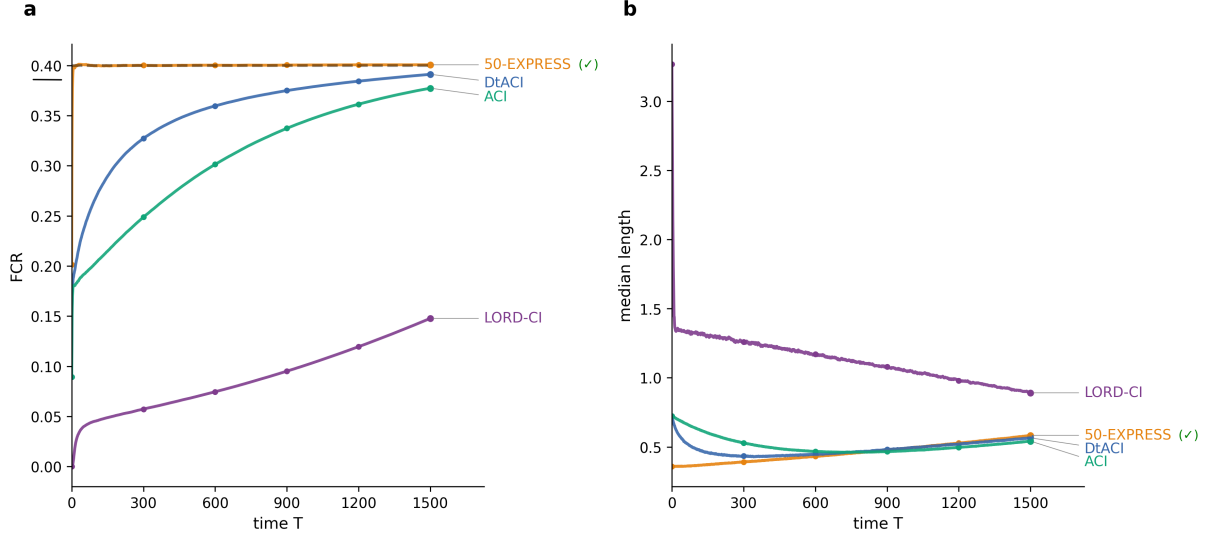 a
FCR
0.40
0.35
0.30
0.25
0.20
0.15
0.10
0.05
0.00
0
300
600
900
1200
1500
time T
50-EXPRESS (✓)
DtACI
ACI
LORD-CI
b
median length
3.0
2.5
2.0
1.5
1.0
0.5
0
300
600
900
1200
1500
time T
LORD-CI
50-EXPRESS (✓)
DtACI
ACI